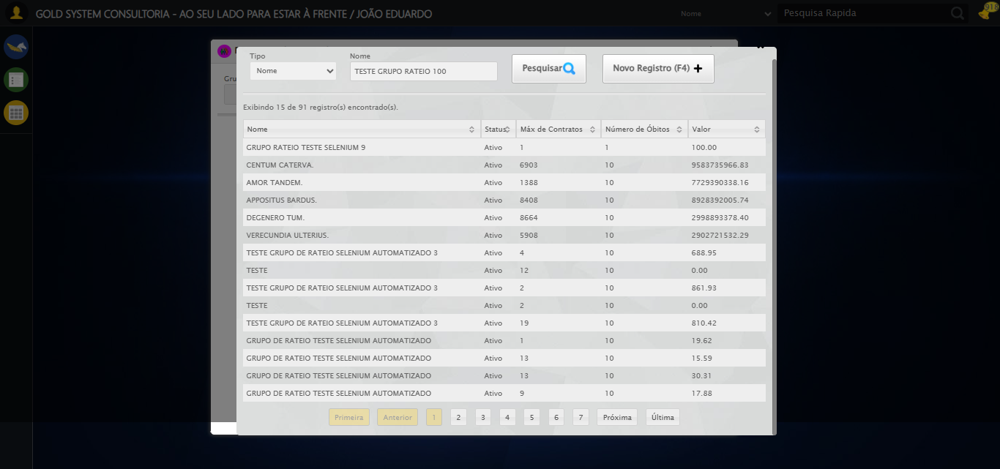 GOLD SYSTEM CONSULTORIA - AO SEU LADO PARA ESTAR À FRENTE / JOÃO EDUARDO
Nome
Pesquisa Rapida
918
Tipo
Nome
Nome
TESTE GRUPO RATEIO 100
Pesquisar
Novo Registro (F4)
Gru
Exibindo 15 de 91 registro(s) encontrado(s).
Nome Status Máx de Contratos Número de Óbitos Valor
GRUPO RATEIO TESTE SELENIUM 9 Ativo 1 1 100.00
CENTUM CATERVA. Ativo 6903 10 9583735966.83
AMOR TANDEM. Ativo 1388 10 7729390338.16
APPOSITUS BARDUS. Ativo 8408 10 8928392005.74
DEGENERO TUM. Ativo 8664 10 2998893378.40
VERECUNDIA ULTERIUS. Ativo 5908 10 2902721532.29
TESTE GRUPO DE RATEIO SELENIUM AUTOMATIZADO 3 Ativo 4 10 688.95
TESTE Ativo 12 10 0.00
TESTE GRUPO DE RATEIO SELENIUM AUTOMATIZADO 3 Ativo 2 10 861.93
TESTE Ativo 2 10 0.00
TESTE GRUPO DE RATEIO SELENIUM AUTOMATIZADO 3 Ativo 19 10 810.42
GRUPO DE RATEIO TESTE SELENIUM AUTOMATIZADO Ativo 1 10 19.62
GRUPO DE RATEIO TESTE SELENIUM AUTOMATIZADO Ativo 13 10 15.59
GRUPO DE RATEIO TESTE SELENIUM AUTOMATIZADO Ativo 13 10 30.31
GRUPO DE RATEIO TESTE SELENIUM AUTOMATIZADO Ativo 9 10 17.88
Primeira Anterior 1 2 3 4 5 6 7 Próxima Última